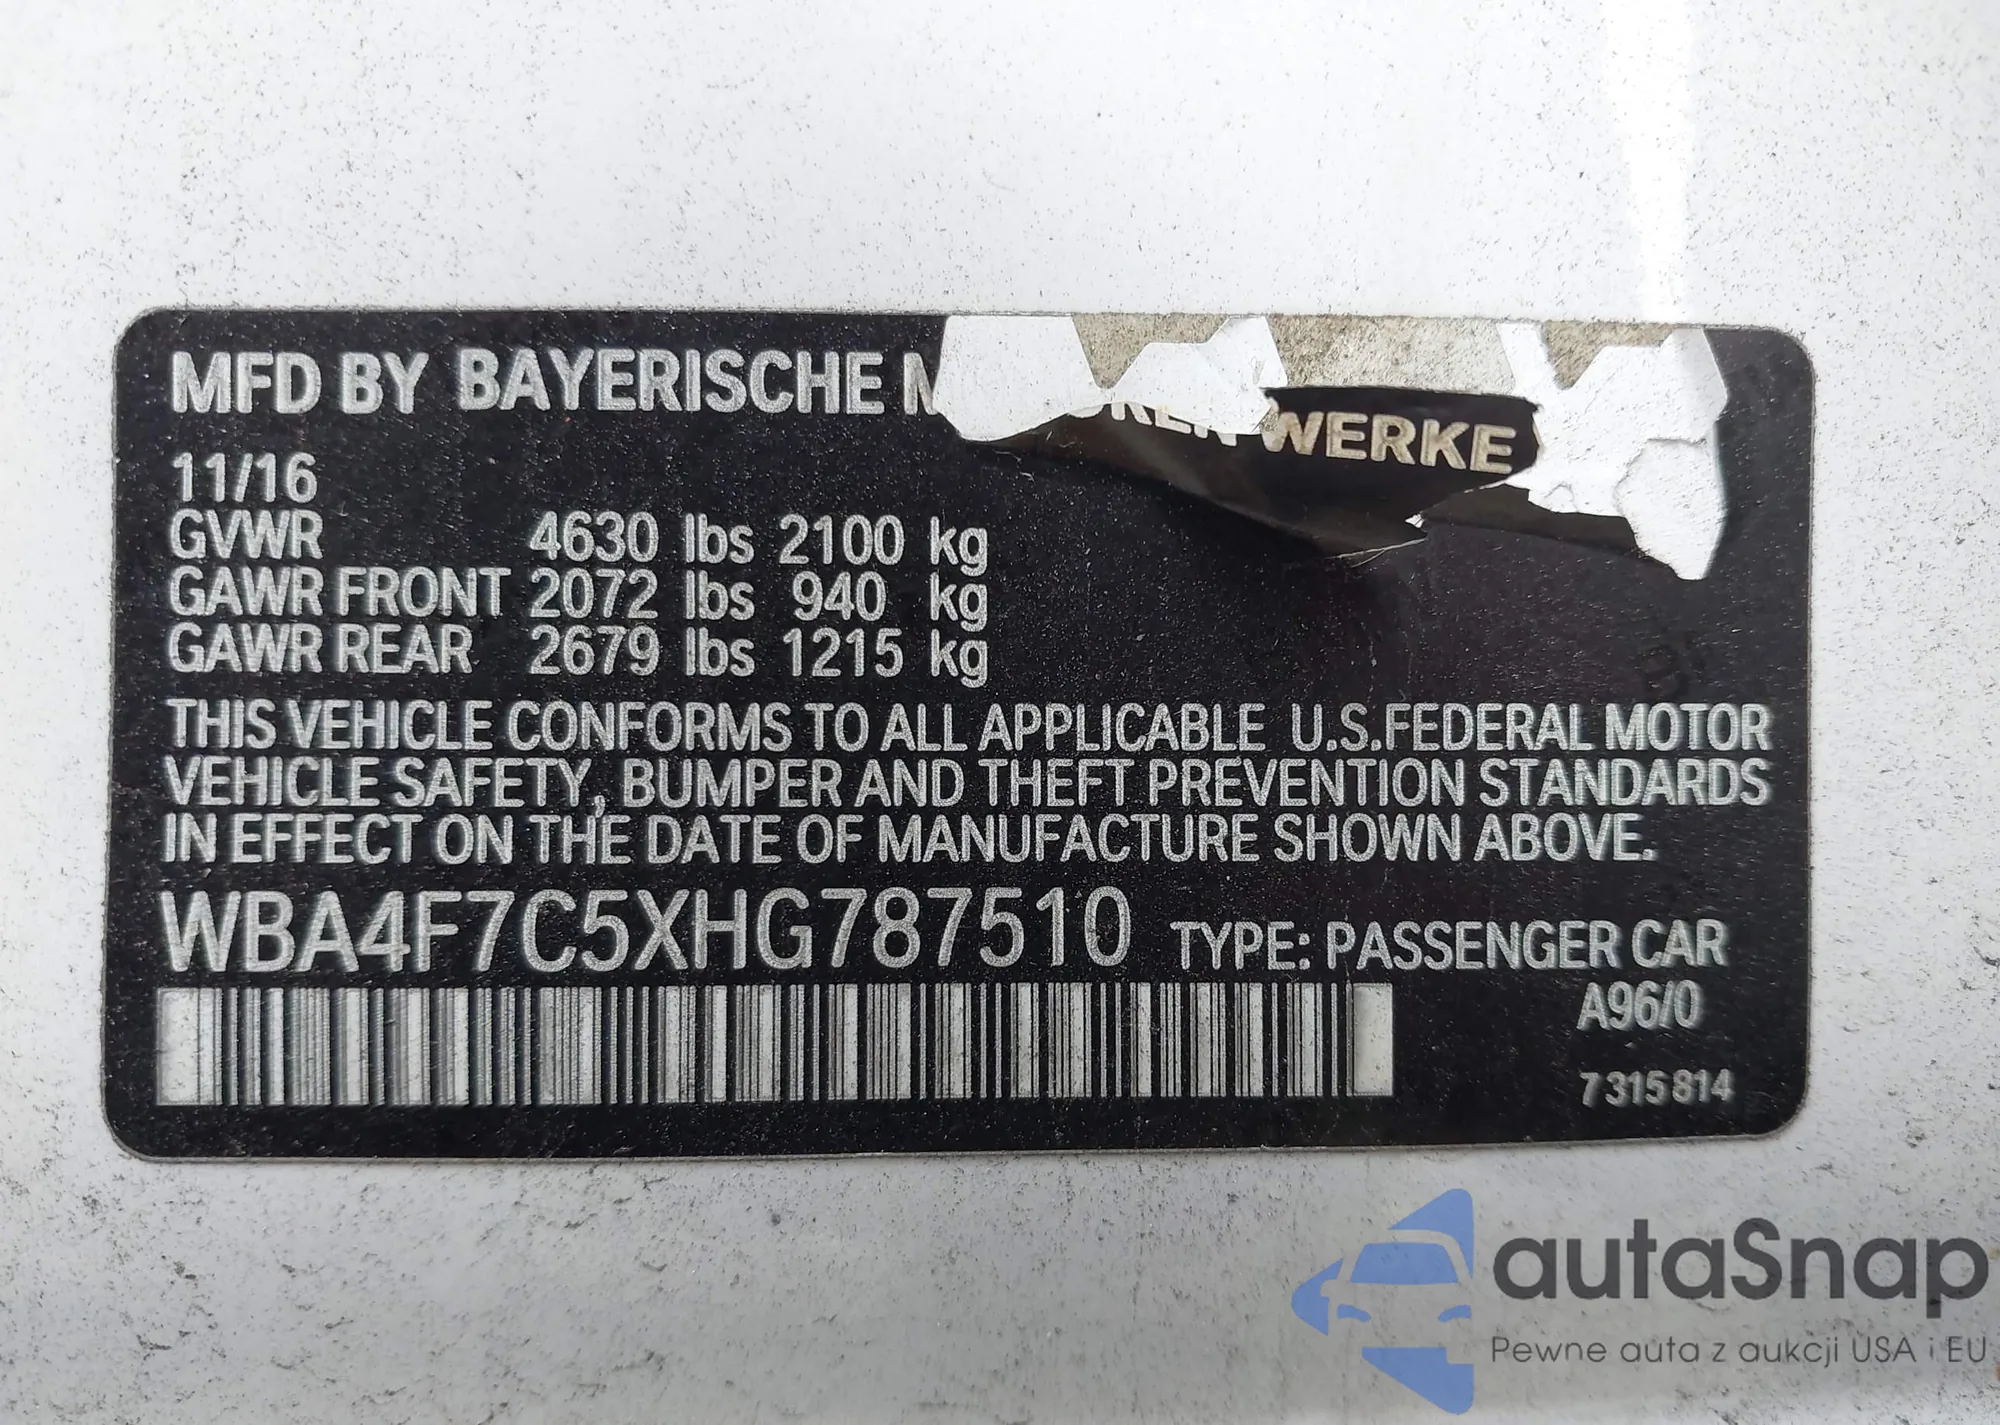 MFD BY BAYERISCHE M OREN WERKE
11/16
GVWR 4630 lbs 2100 kg
GAWR FRONT 2072 lbs 940 kg
GAWR REAR 2679 lbs 1215 kg
THIS VEHICLE CONFORMS TO ALL APPLICABLE U.S.FEDERAL MOTOR
VEHICLE SAFETY, BUMPER AND THEFT PREVENTION STANDARDS
IN EFFECT ON THE DATE OF MANUFACTURE SHOWN ABOVE.
WBA4F7C5XHG787510 TYPE: PASSENGER CAR
A96/0
7315814
autaSnap
Pewne auta z aukcji USA i EU